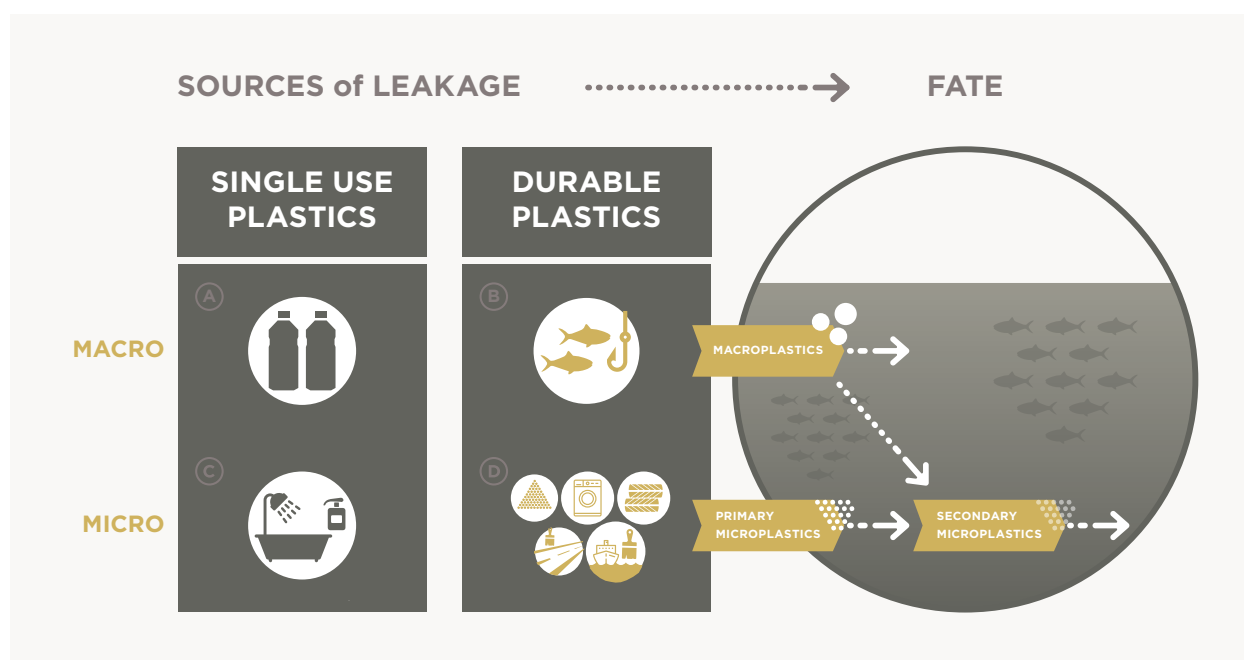 SOURCES of LEAKAGE
FATE
SINGLE USE
PLASTICS
DURABLE
PLASTICS
MACRO
A
B
MACROPLASTICS
MICRO
C
D
PRIMARY
MICROPLASTICS
SECONDARY
MICROPLASTICS